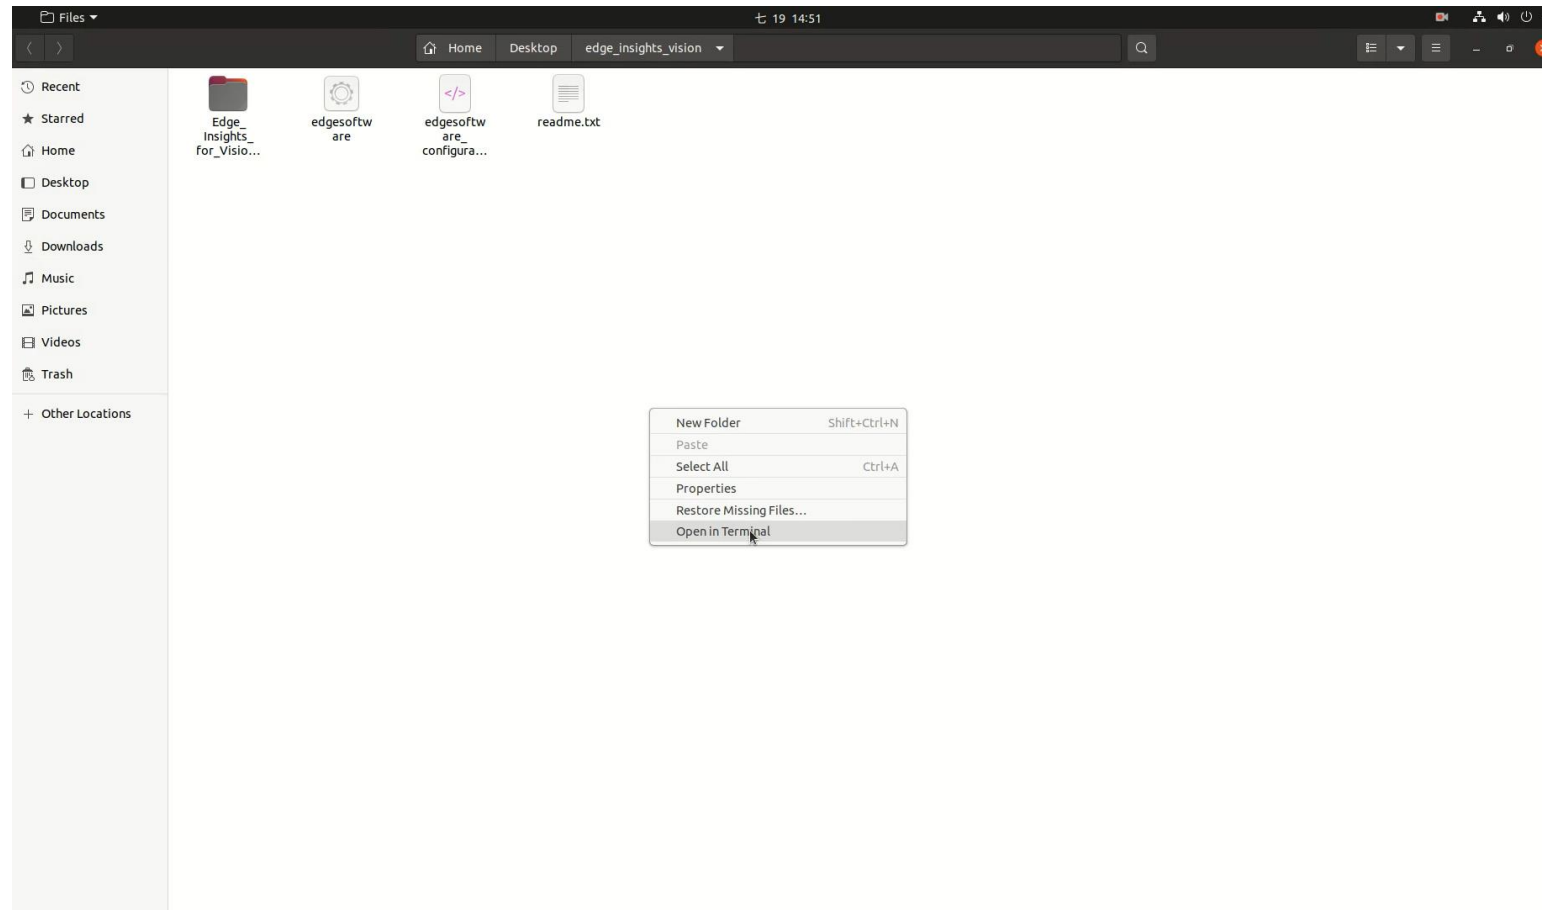 Files
七 19 14:51
Home Desktop edge_insights_vision
Recent
Starred
Home
Desktop
Documents
Downloads
Music
Pictures
Videos
Trash
Other Locations
Edge_
Insights_
for_Visio...
edgesoftw
are
</>
edgesoftw
are_
configura...
readme.txt
New Folder Shift+Ctrl+N
Paste
Select All Ctrl+A
Properties
Restore Missing Files...
Open in Terminal